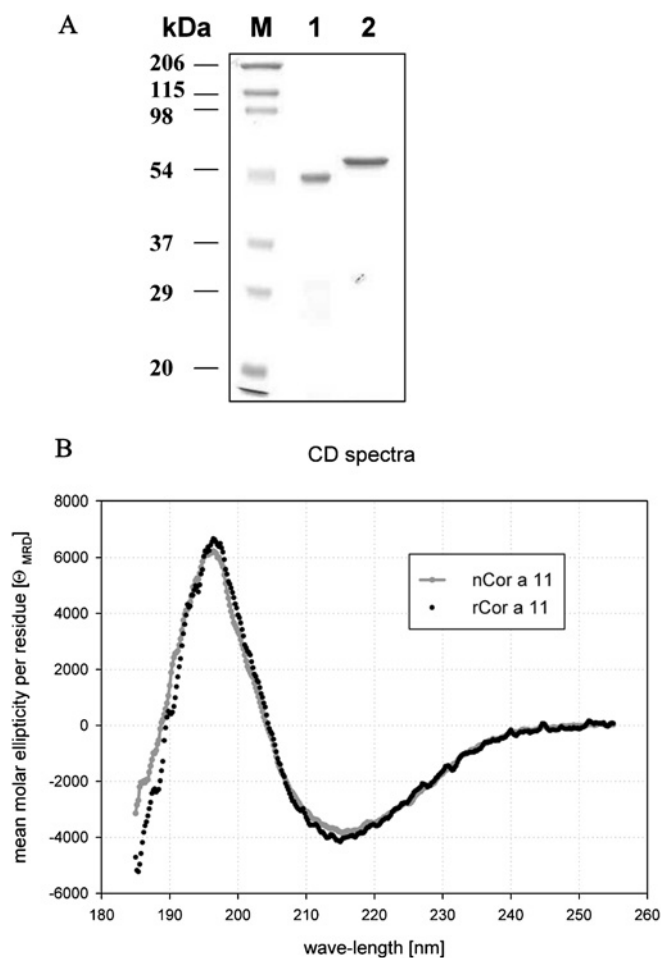 A
kDa M 1 2
206
115
98
54
37
29
20
B
CD spectra
mean molar ellipticity per residue [Θ MRD]
8000
6000
4000
2000
0
-2000
-4000
-6000
nCor a 11
rCor a 11
180 190 200 210 220 230 240 250 260
wave-length [nm]